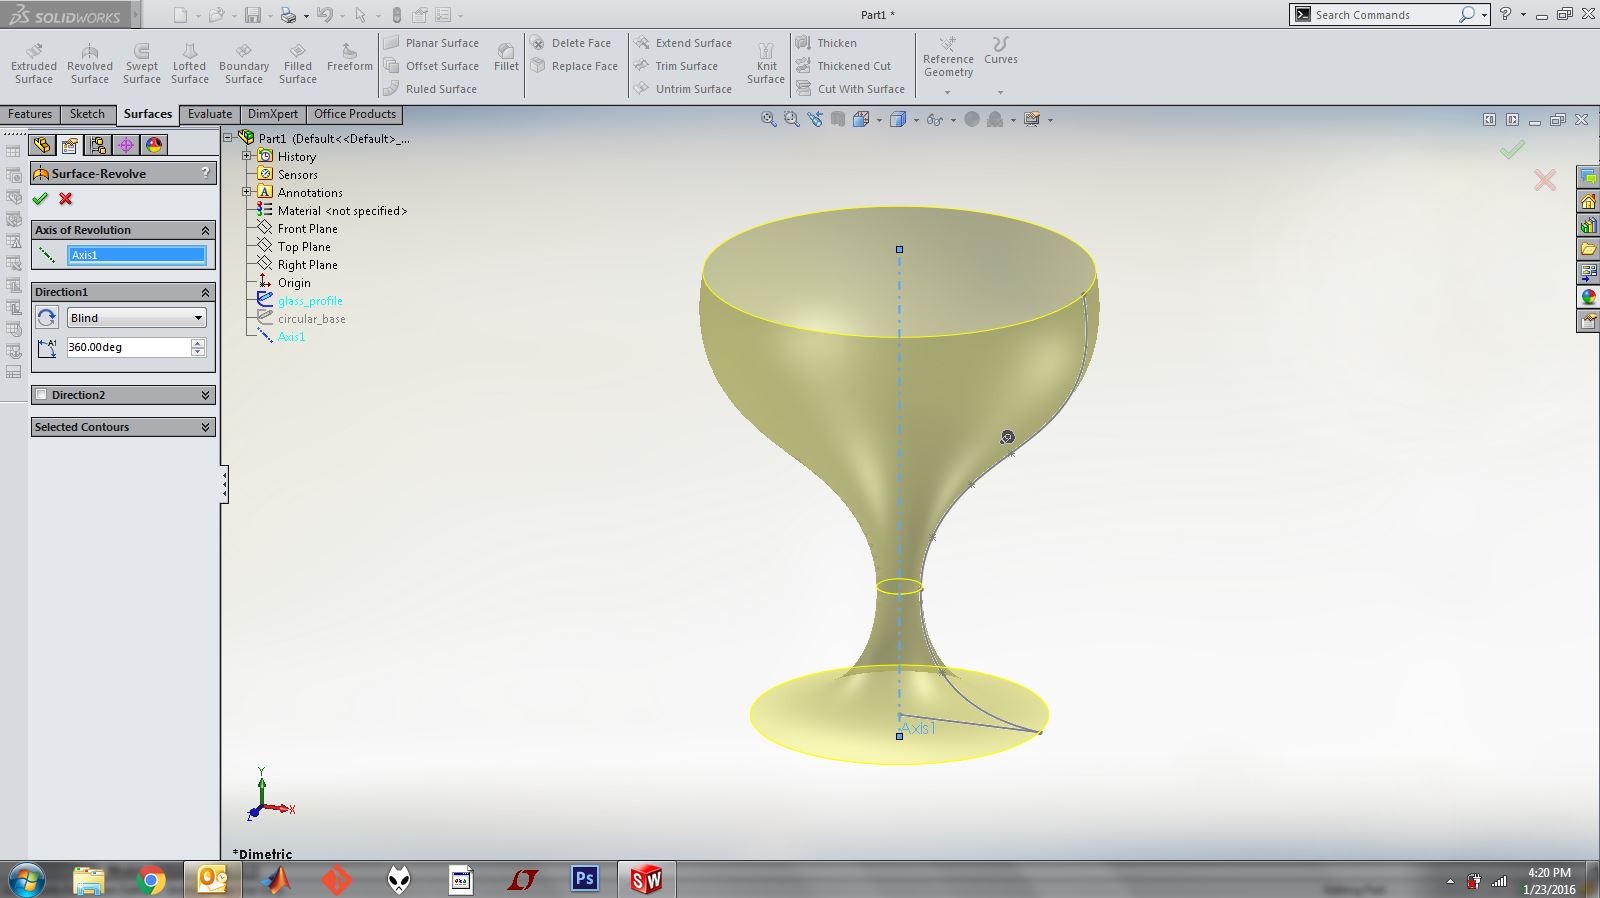 SOLIDWORKS
Part1 *
Search Commands
Extruded Surface
Revolved Surface
Swept Surface
Lofted Surface
Boundary Surface
Filled Surface
Freeform
Planar Surface
Offset Surface
Ruled Surface
Fillet
Delete Face
Replace Face
Extend Surface
Trim Surface
Untrim Surface
Knit Surface
Thicken
Thickened Cut
Cut With Surface
Reference Geometry
Curves
Features Sketch Surfaces Evaluate DimXpert Office Products
Surface-Revolve ?
Axis of Revolution
Axis1
Direction1
Blind
A1
360.00deg
Direction2
Selected Contours
Part1 (Default<<Default>_...
History
Sensors
A Annotations
Material <not specified>
Front Plane
Top Plane
Right Plane
Origin
glass_profile
circular_base
Axis1
Axis1
Y
X
Z
*Dimetric
Ps
SW
4:20 PM
1/23/2016